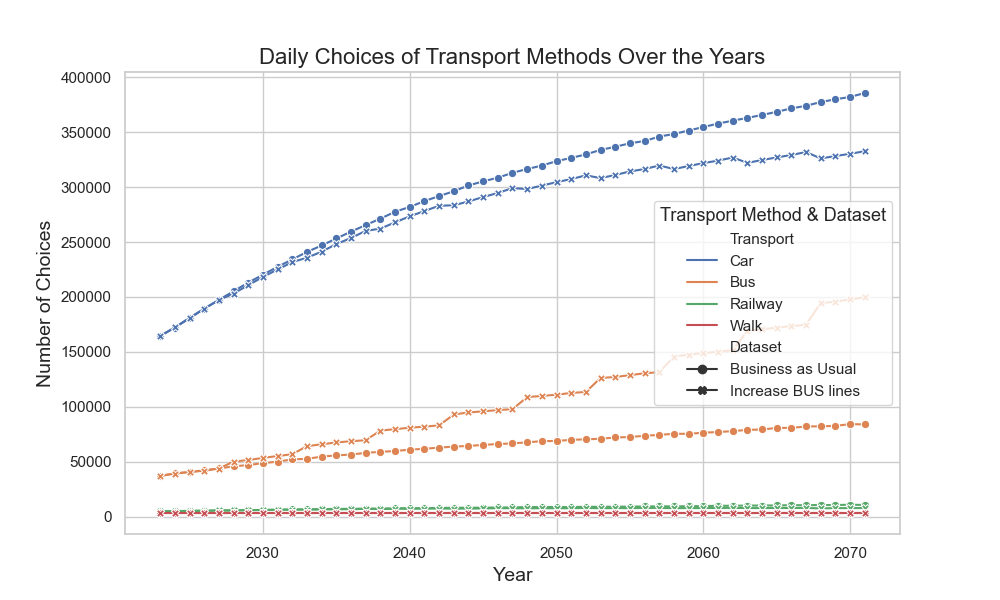 Daily Choices of Transport Methods Over the Years
400000
350000
300000
250000
200000
150000
100000
50000
0
Number of Choices
Transport Method & Dataset
Transport
Car
Bus
Railway
Walk
Dataset
Business as Usual
Increase BUS lines
2030 2040 2050 2060 2070
Year